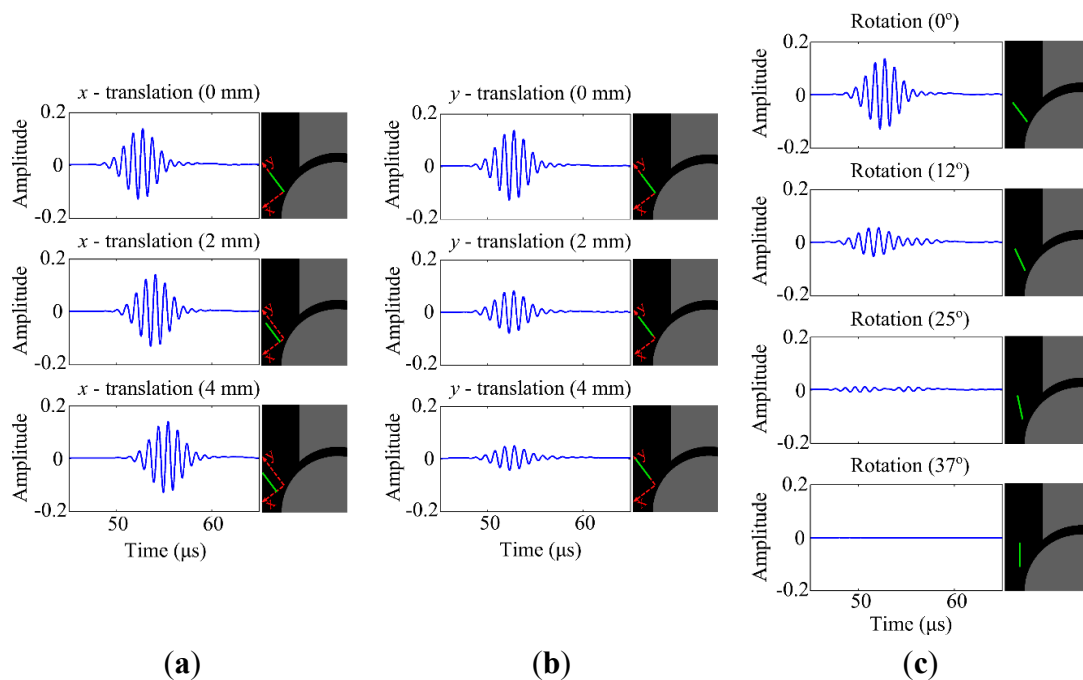 x - translation (0 mm)
0.2
0
-0.2
Amplitude
y
x
x - translation (2 mm)
0.2
0
-0.2
Amplitude
y
x
x - translation (4 mm)
0.2
0
-0.2
Amplitude
y
x
50 60
Time (μs)
(a)
y - translation (0 mm)
0.2
0
-0.2
Amplitude
y
x
y - translation (2 mm)
0.2
0
-0.2
Amplitude
y
x
y - translation (4 mm)
0.2
0
-0.2
Amplitude
y
x
50 60
Time (μs)
(b)
Rotation (0º)
0.2
0
-0.2
Amplitude
Rotation (12º)
0.2
0
-0.2
Amplitude
Rotation (25º)
0.2
0
-0.2
Amplitude
Rotation (37º)
0.2
0
-0.2
Amplitude
50 60
Time (μs)
(c)